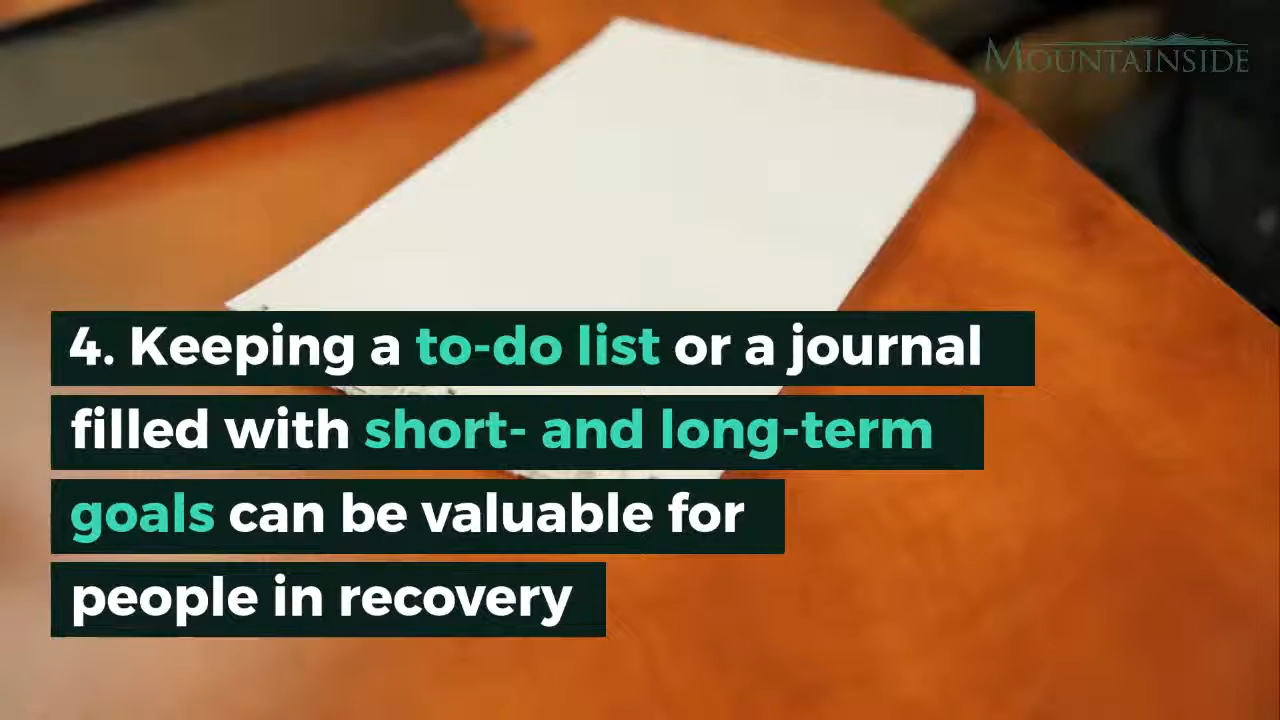 MOUNTAINSIDE
4. Keeping a to-do list or a journal
filled with short- and long-term
goals can be valuable for
people in recovery